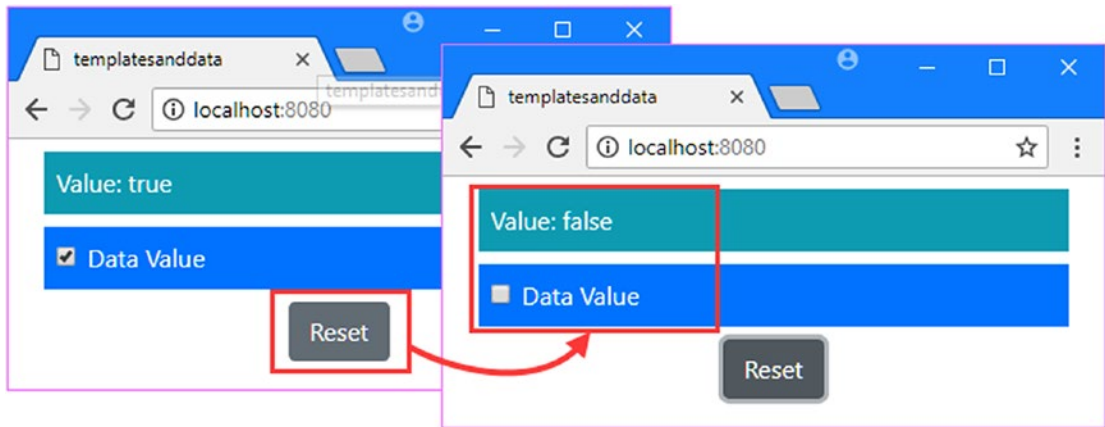 templatesanddata
templatesand
localhost:8080
Value: true
Data Value
Reset
templatesanddata
localhost:8080
Value: false
Data Value
Reset